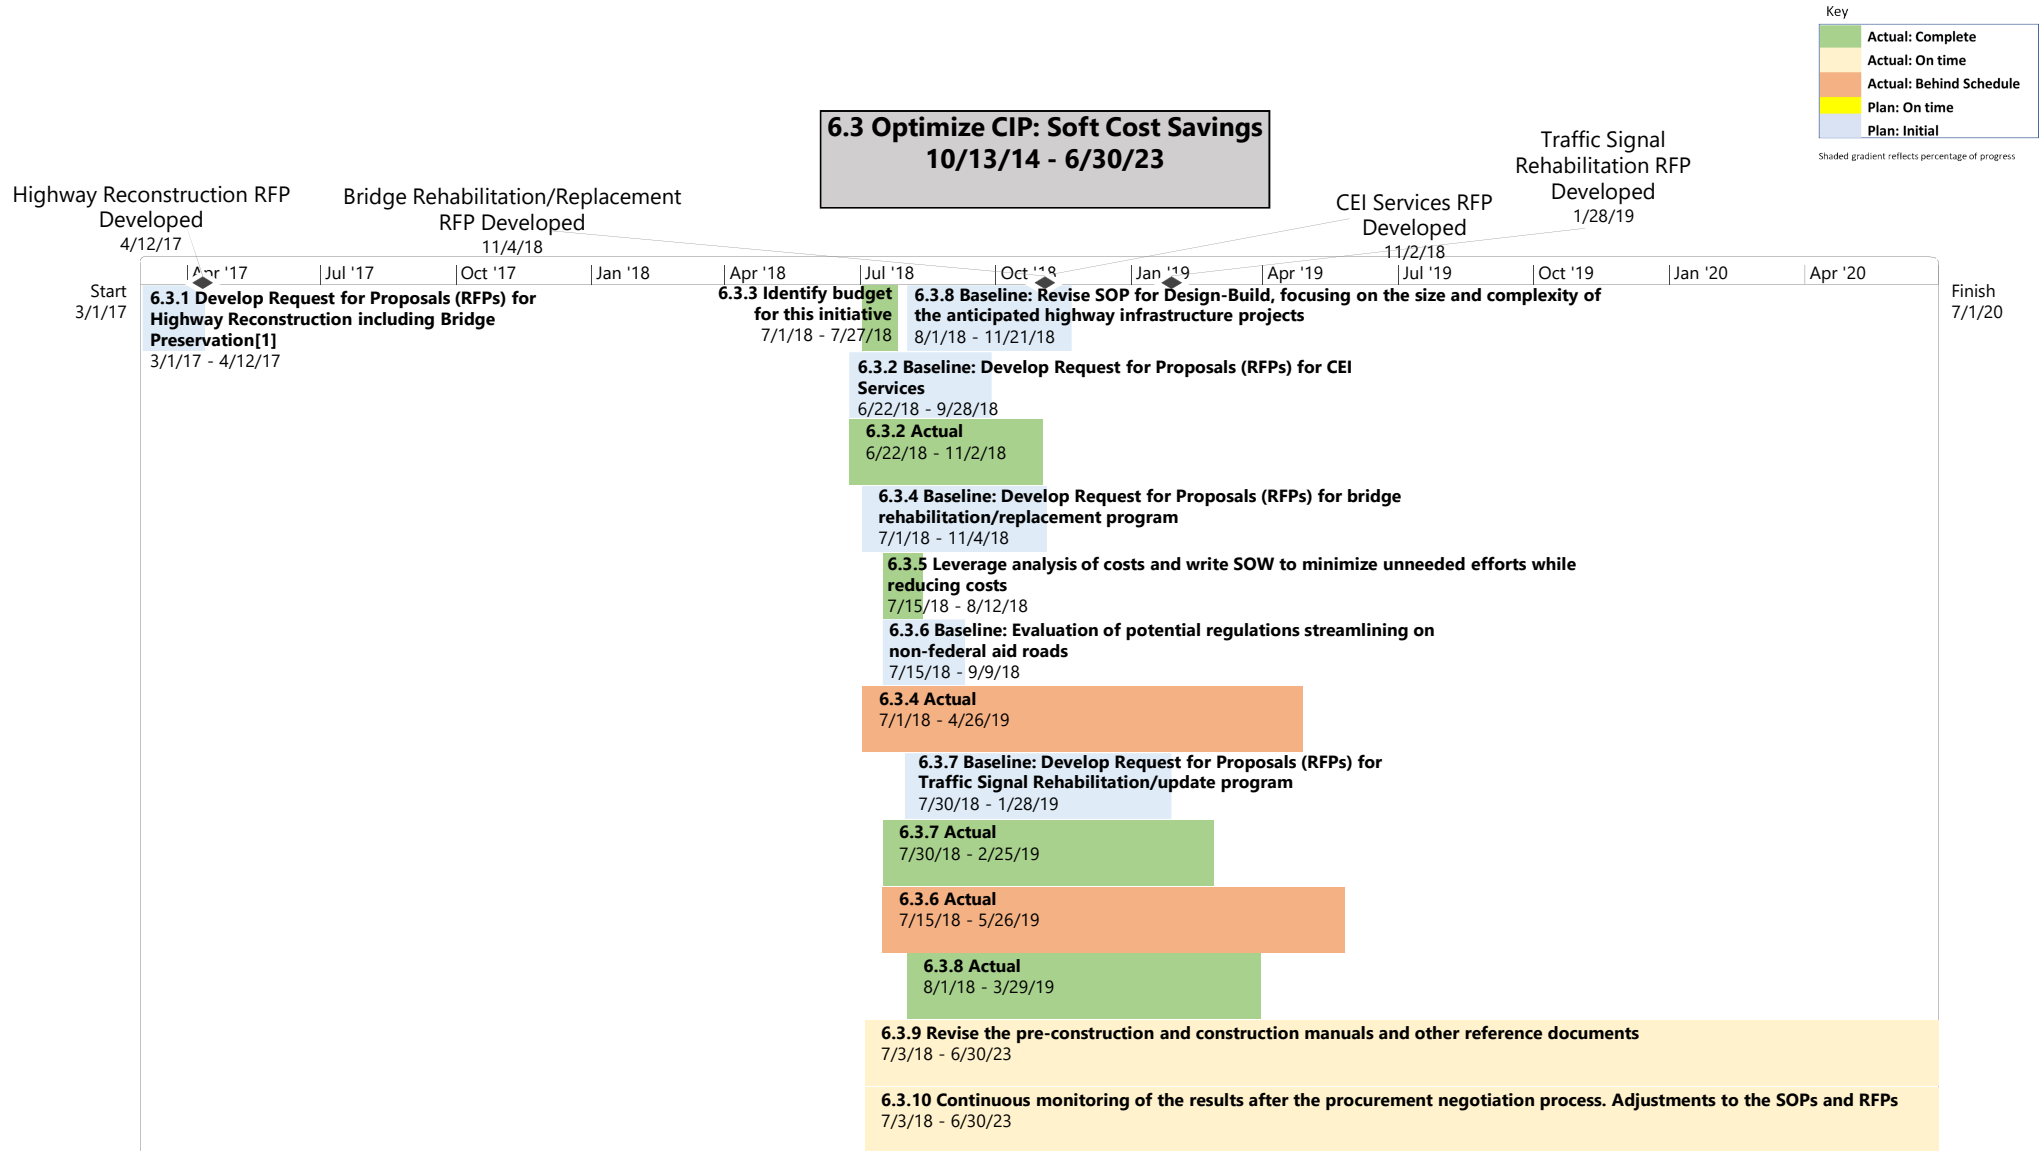 Key
Actual: Complete
Actual: On time
Actual: Behind Schedule
Plan: On time
Plan: Initial
Shaded gradient reflects percentage of progress
6.3 Optimize CIP: Soft Cost Savings
10/13/14 - 6/30/23
Highway Reconstruction RFP
Developed
4/12/17
Bridge Rehabilitation/Replacement
RFP Developed
11/4/18
CEI Services RFP
Developed
11/2/18
Traffic Signal
Rehabilitation RFP
Developed
1/28/19
Apr '17
Jul '17
Oct '17
Jan '18
Apr '18
Jul '18
Oct '18
Jan '19
Apr '19
Jul '19
Oct '19
Jan '20
Apr '20
Start
3/1/17
Finish
7/1/20
6.3.1 Develop Request for Proposals (RFPs) for
Highway Reconstruction including Bridge
Preservation[1]
3/1/17 - 4/12/17
6.3.3 Identify budget
for this initiative
7/1/18 - 7/27/18
6.3.8 Baseline: Revise SOP for Design-Build, focusing on the size and complexity of
the anticipated highway infrastructure projects
8/1/18 - 11/21/18
6.3.2 Baseline: Develop Request for Proposals (RFPs) for CEI
Services
6/22/18 - 9/28/18
6.3.2 Actual
6/22/18 - 11/2/18
6.3.4 Baseline: Develop Request for Proposals (RFPs) for bridge
rehabilitation/replacement program
7/1/18 - 11/4/18
6.3.5 Leverage analysis of costs and write SOW to minimize unneeded efforts while
reducing costs
7/15/18 - 8/12/18
6.3.6 Baseline: Evaluation of potential regulations streamlining on
non-federal aid roads
7/15/18 - 9/9/18
6.3.4 Actual
7/1/18 - 4/26/19
6.3.7 Baseline: Develop Request for Proposals (RFPs) for
Traffic Signal Rehabilitation/update program
7/30/18 - 1/28/19
6.3.7 Actual
7/30/18 - 2/25/19
6.3.6 Actual
7/15/18 - 5/26/19
6.3.8 Actual
8/1/18 - 3/29/19
6.3.9 Revise the pre-construction and construction manuals and other reference documents
7/3/18 - 6/30/23
6.3.10 Continuous monitoring of the results after the procurement negotiation process. Adjustments to the SOPs and RFPs
7/3/18 - 6/30/23